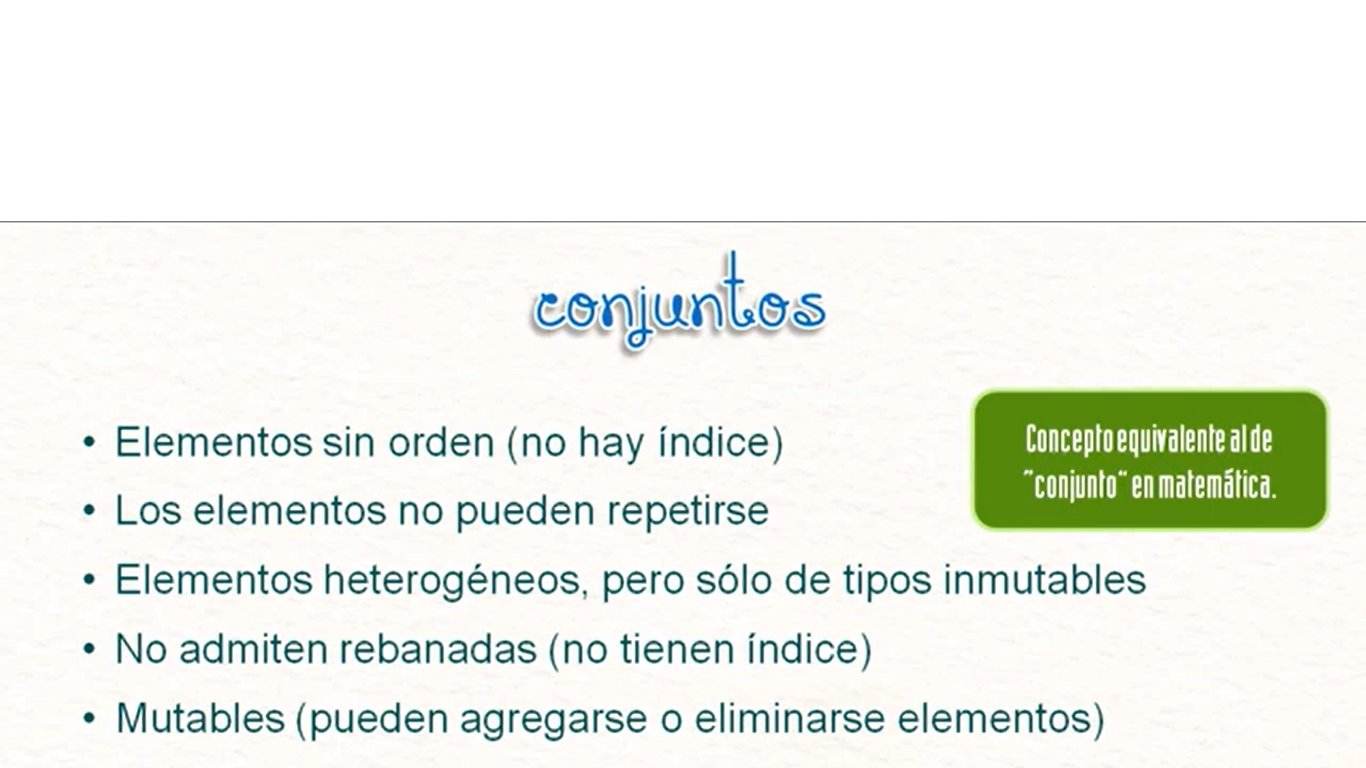 conjuntos
Concepto equivalente al de
"conjunto" en matemática.
• Elementos sin orden (no hay índice)
• Los elementos no pueden repetirse
• Elementos heterogéneos, pero sólo de tipos inmutables
• No admiten rebanadas (no tienen índice)
• Mutables (pueden agregarse o eliminarse elementos)